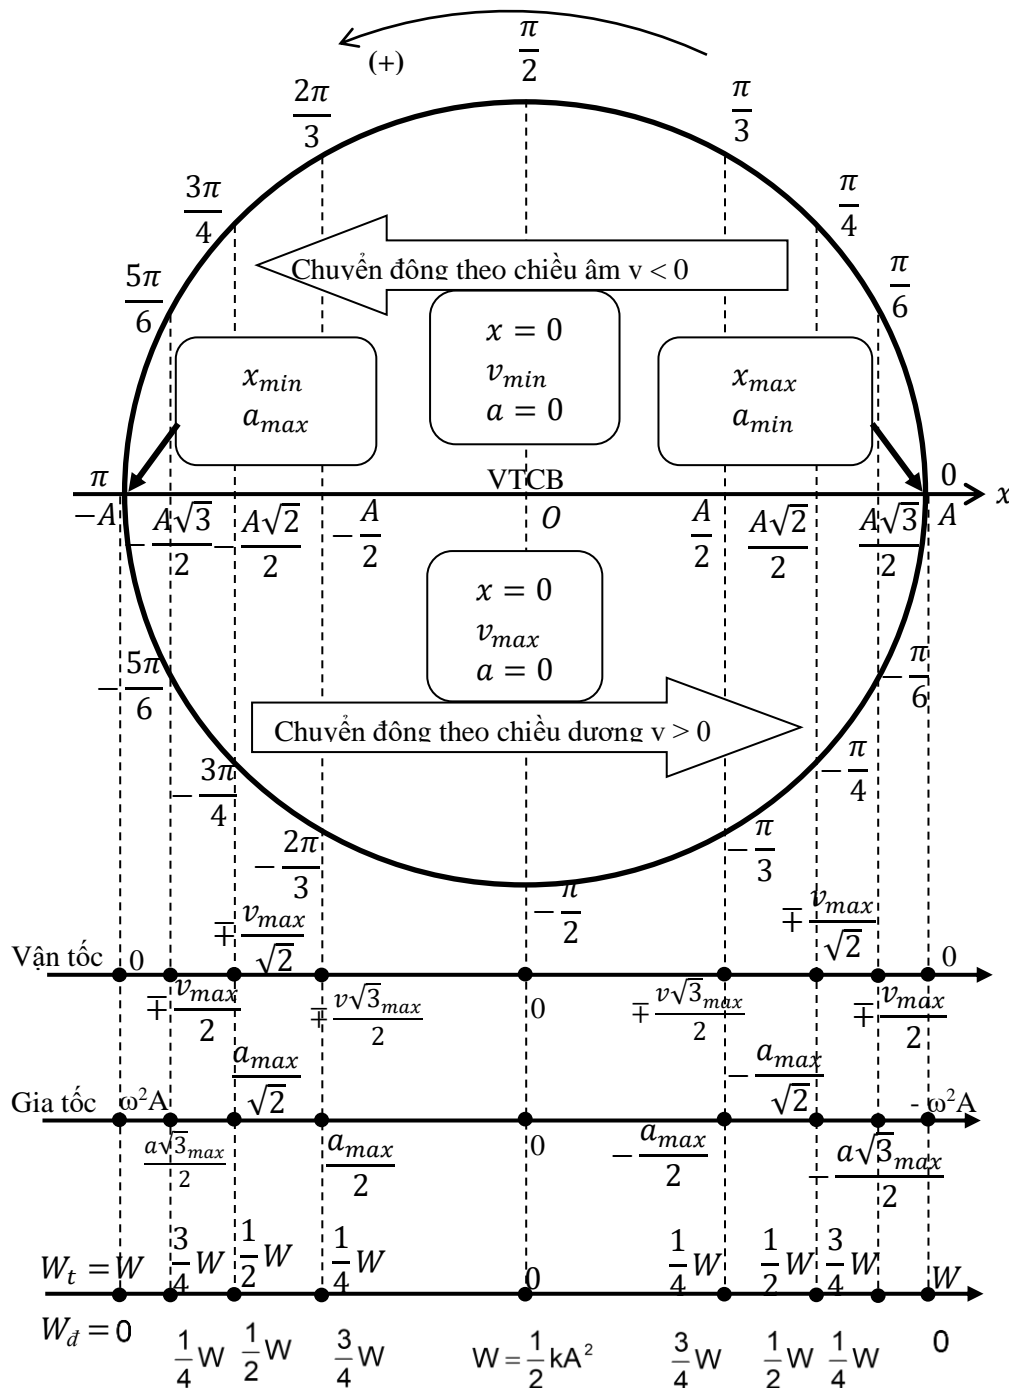 (+)
π/2
2π/3
π/3
3π/4
π/4
5π/6
π/6
Chuyển đông theo chiều âm v < 0
x = 0
v_min
a = 0
x_min
a_max
x_max
a_min
π
VTCB
0
x
−A
−A√3/2
−A√2/2
−A/2
O
A/2
A√2/2
A√3/2
A
x = 0
v_max
a = 0
−5π/6
−π/6
Chuyển đông theo chiều dương v > 0
−3π/4
−π/4
−2π/3
−π/3
−π/2
Vận tốc
0
∓v_max/√2
∓v_max/√2
0
∓v_max/2
∓v√3_max/2
0
∓v√3_max/2
∓v_max/2
Gia tốc
ω²A
a_max/√2
−a_max/√2
- ω²A
a√3_max/2
a_max/2
0
−a_max/2
−a√3_max/2
W_t = W
3/4 W
1/2 W
1/4 W
0
1/4 W
1/2 W
3/4 W
W
W_đ = 0
1/4 W
1/2 W
3/4 W
W = 1/2 kA²
3/4 W
1/2 W
1/4 W
0